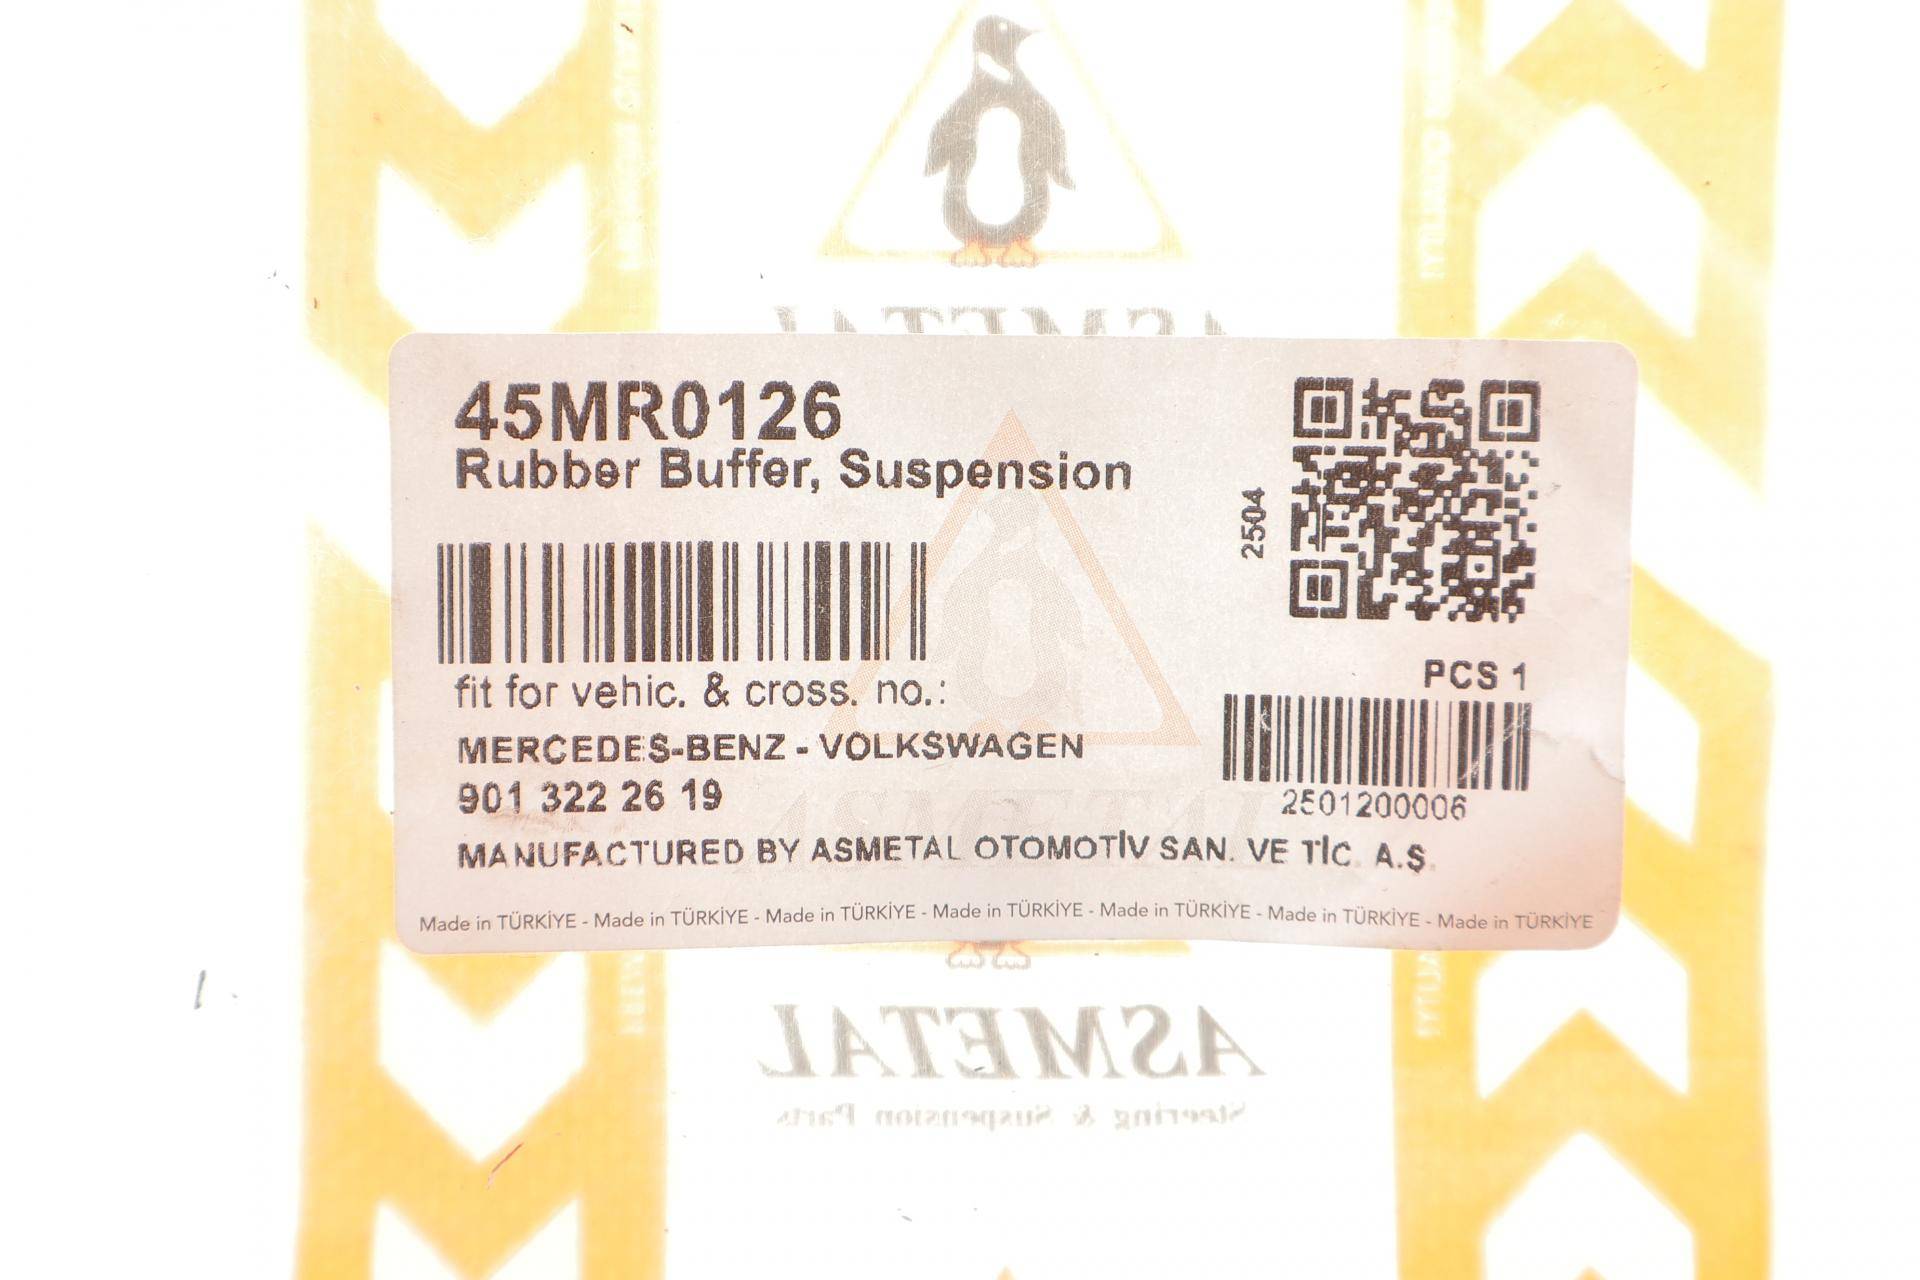 ASMETAL
45MR0126
Rubber Buffer, Suspension
2504
fit for vehic. & cross. no.:
PCS 1
MERCEDES-BENZ - VOLKSWAGEN
901 322 26 19
2501200006
MANUFACTURED BY ASMETAL OTOMOTİV SAN. VE TİC. A.Ş.
Made in TÜRKİYE - Made in TÜRKİYE - Made in TÜRKİYE - Made in TÜRKİYE - Made in TÜRKİYE - Made in TÜRKİYE - Made in TÜRKİYE
ASMETAL
Steering & Suspension Parts